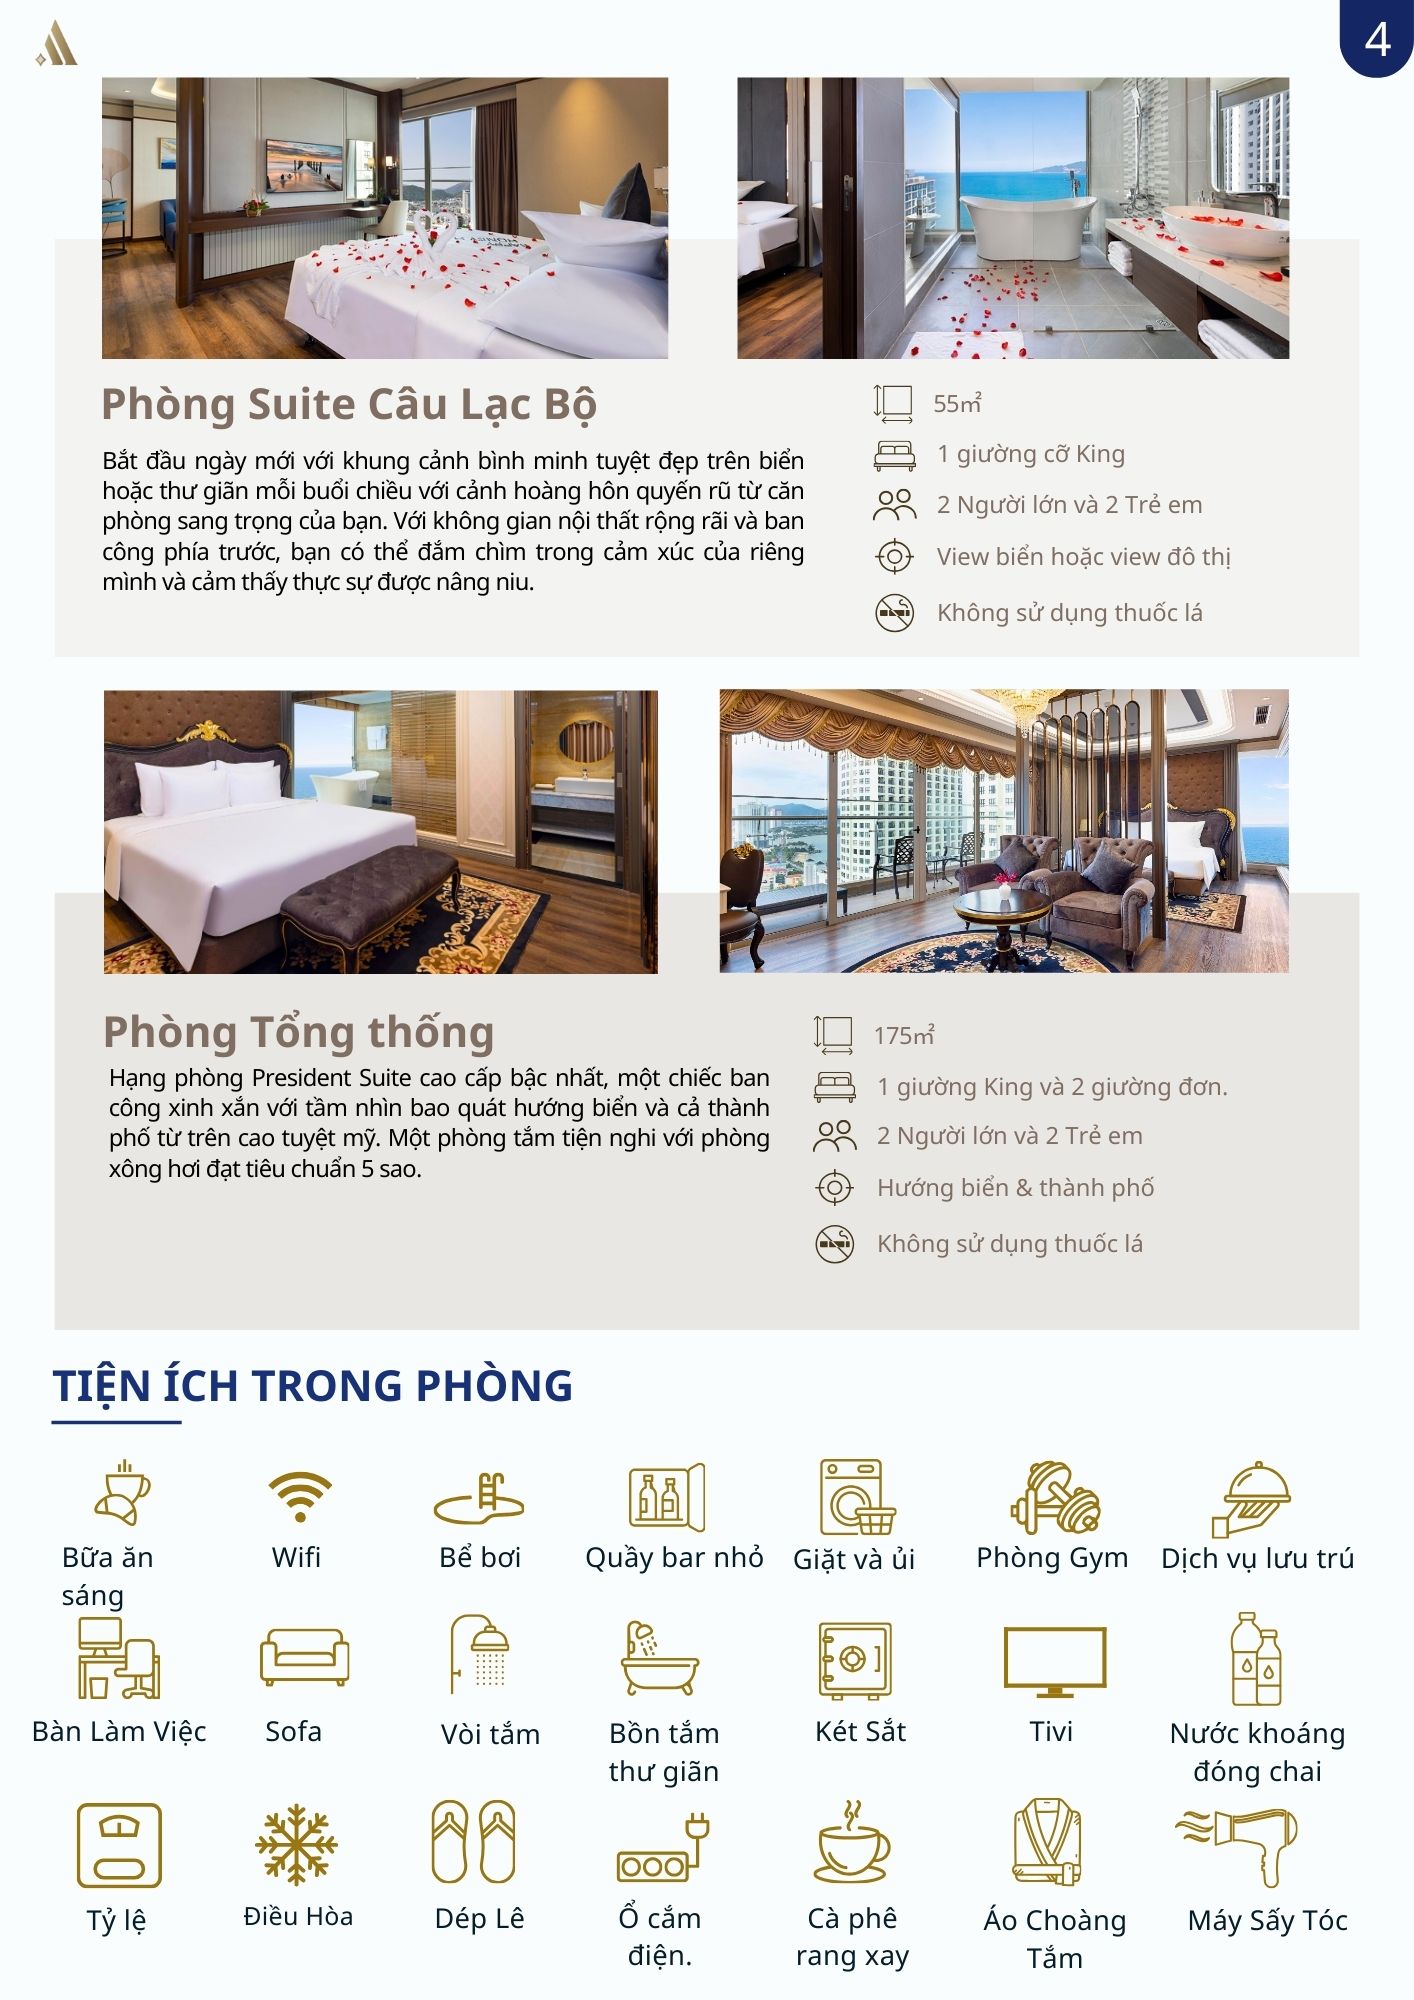 4
Phòng Suite Câu Lạc Bộ
Bắt đầu ngày mới với khung cảnh bình minh tuyệt đẹp trên biển
hoặc thư giãn mỗi buổi chiều với cảnh hoàng hôn quyến rũ từ căn
phòng sang trọng của bạn. Với không gian nội thất rộng rãi và ban
công phía trước, bạn có thể đắm chìm trong cảm xúc của riêng
mình và cảm thấy thực sự được nâng niu.
55㎡
1 giường cỡ King
2 Người lớn và 2 Trẻ em
View biển hoặc view đô thị
Không sử dụng thuốc lá
Phòng Tổng thống
Hạng phòng President Suite cao cấp bậc nhất, một chiếc ban
công xinh xắn với tầm nhìn bao quát hướng biển và cả thành
phố từ trên cao tuyệt mỹ. Một phòng tắm tiện nghi với phòng
xông hơi đạt tiêu chuẩn 5 sao.
175㎡
1 giường King và 2 giường đơn.
2 Người lớn và 2 Trẻ em
Hướng biển & thành phố
Không sử dụng thuốc lá
TIỆN ÍCH TRONG PHÒNG
Bữa ăn
sáng
Wifi
Bể bơi
Quầy bar nhỏ
Giặt và ủi
Phòng Gym
Dịch vụ lưu trú
Bàn Làm Việc
Sofa
Vòi tắm
Bồn tắm
thư giãn
Két Sắt
Tivi
Nước khoáng
đóng chai
Tỷ lệ
Điều Hòa
Dép Lê
Ổ cắm
điện.
Cà phê
rang xay
Áo Choàng
Tắm
Máy Sấy Tóc